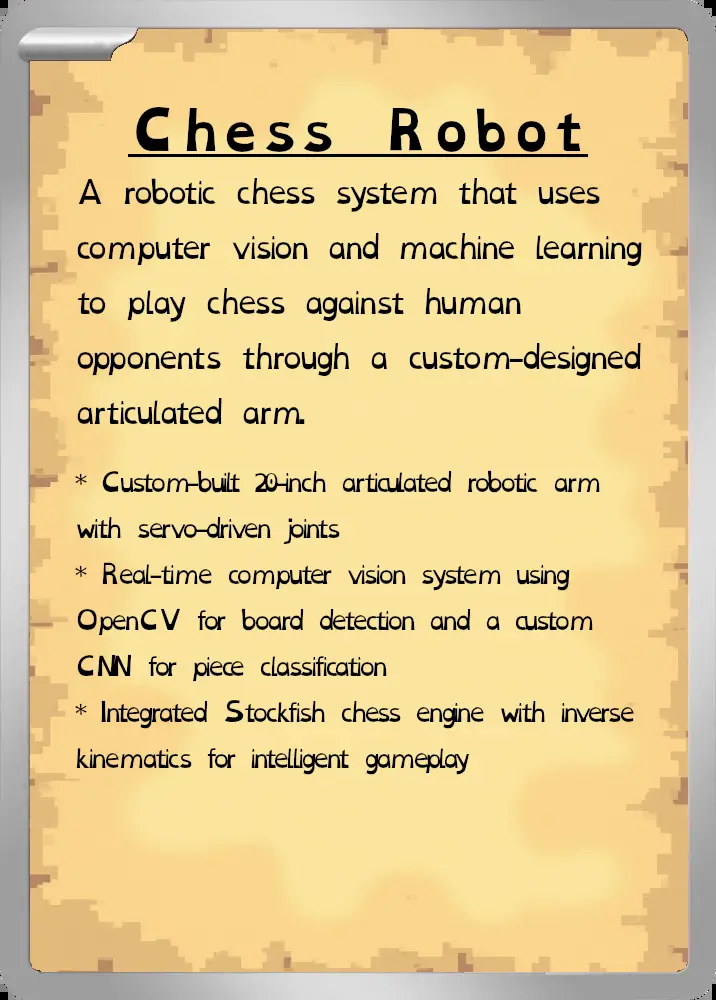 Chess Robot
A robotic chess system that uses
computer vision and machine learning
to play chess against human
opponents through a custom-designed
articulated arm.
* Custom-built 20-inch articulated robotic arm
with servo-driven joints
* Real-time computer vision system using
OpenCV for board detection and a custom
CNN for piece classification
* Integrated Stockfish chess engine with inverse
kinematics for intelligent gameplay